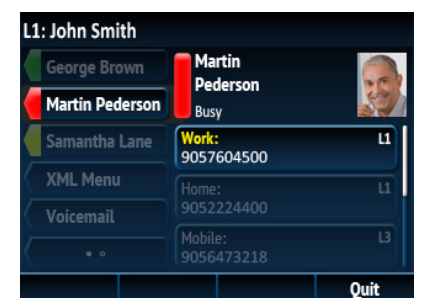 L1: John Smith
George Brown
Martin Pederson
Samantha Lane
XML Menu
Voicemail
Martin
Pederson
Busy
Work: L1
9057604500
Home: L1
9052224400
Mobile: L3
9056473218
Quit